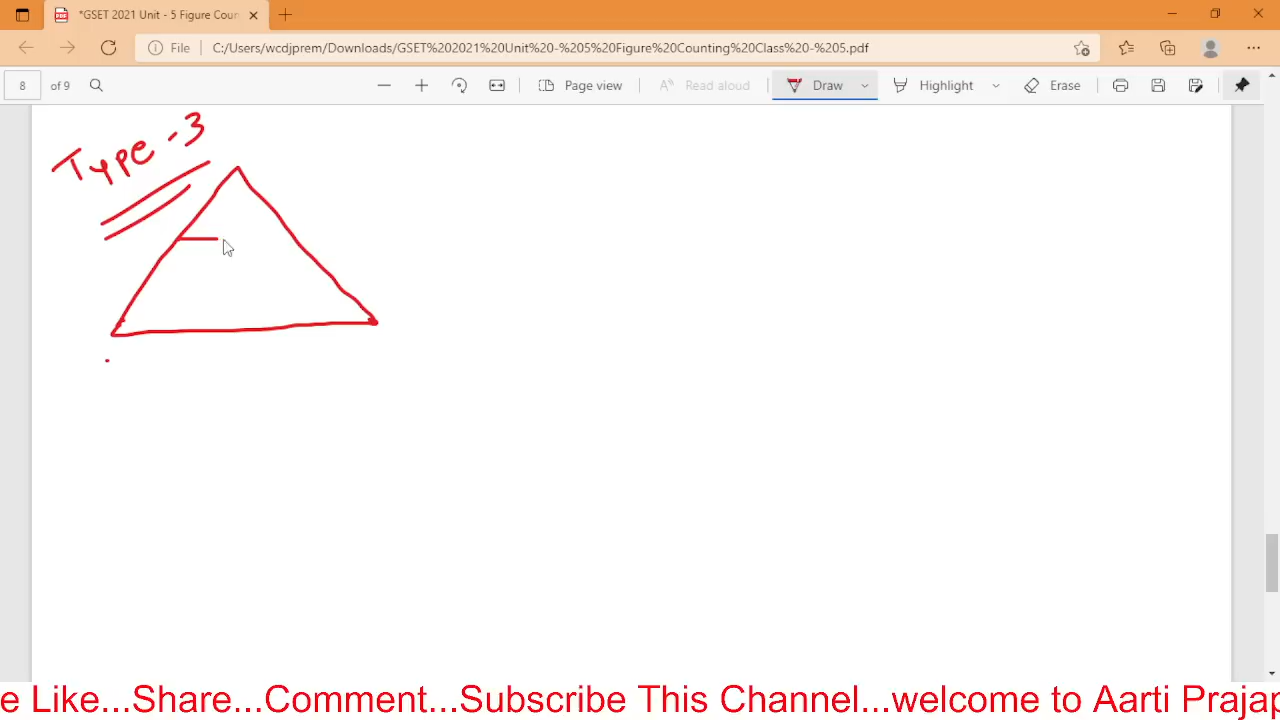 *GSET 2021 Unit - 5 Figure Coun
File
C:/Users/wcdjprem/Downloads/GSET%202021%20Unit%20-%205%20Figure%20Counting%20Class%20-%205.pdf
8 of 9
Page view
Read aloud
Draw
Highlight
Erase
Type - 3
e Like...Share...Comment...Subscribe This Channel...welcome to Aarti Prajap